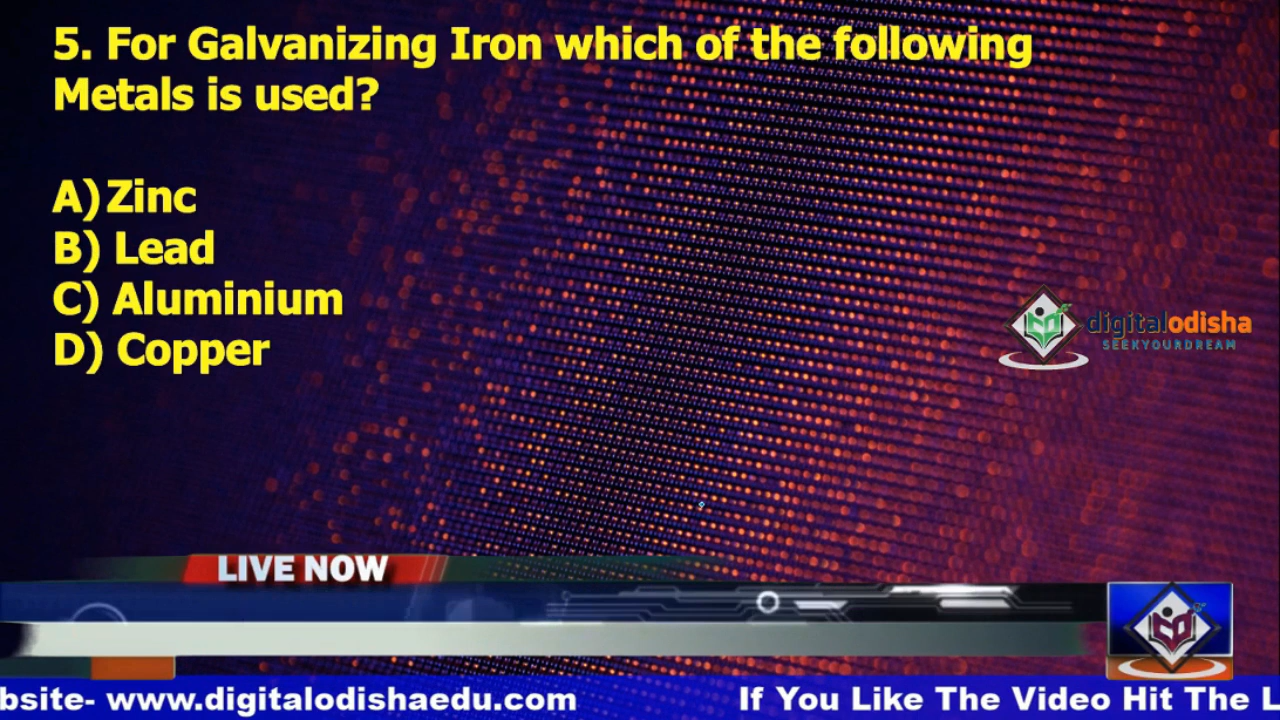 5. For Galvanizing Iron which of the following
Metals is used?
A) Zinc
B) Lead
C) Aluminium
D) Copper
digitalodisha
SEEKYOURDREAM
LIVE NOW
bsite- www.digitalodishaedu.com If You Like The Video Hit The L